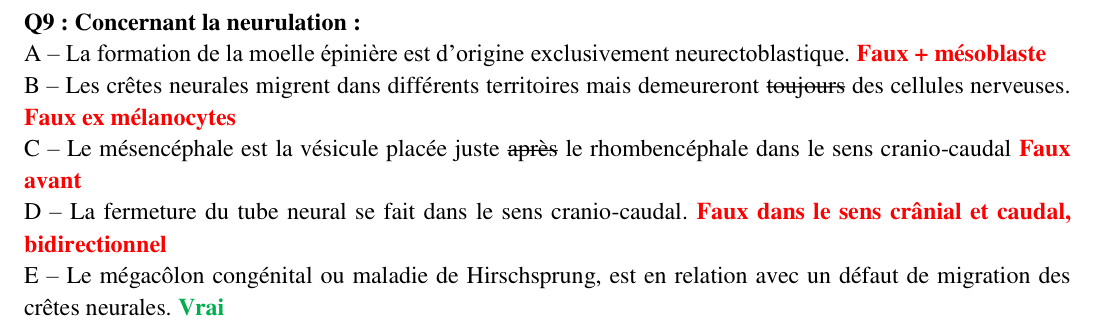 Q9 : Concernant la neurulation :
A – La formation de la moelle épinière est d’origine exclusivement neurectoblastique. Faux + mésoblaste
B – Les crêtes neurales migrent dans différents territoires mais demeureront toujours des cellules nerveuses.
Faux ex mélanocytes
C – Le mésencéphale est la vésicule placée juste après le rhombencéphale dans le sens cranio-caudal Faux
avant
D – La fermeture du tube neural se fait dans le sens cranio-caudal. Faux dans le sens crânial et caudal,
bidirectionnel
E – Le mégacôlon congénital ou maladie de Hirschsprung, est en relation avec un défaut de migration des
crêtes neurales. Vrai